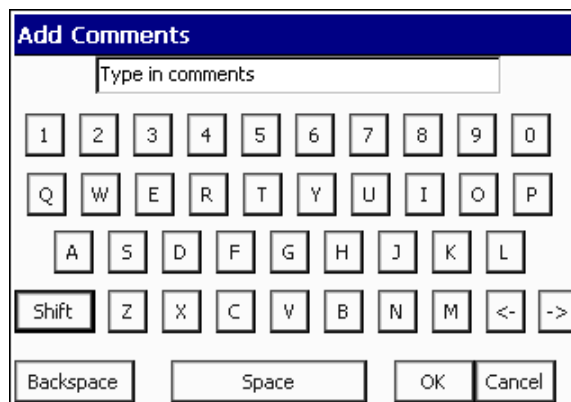 Add Comments
Type in comments
1 2 3 4 5 6 7 8 9 0
Q W E R T Y U I O P
A S D F G H J K L
Shift Z X C V B N M <- ->
Backspace Space OK Cancel